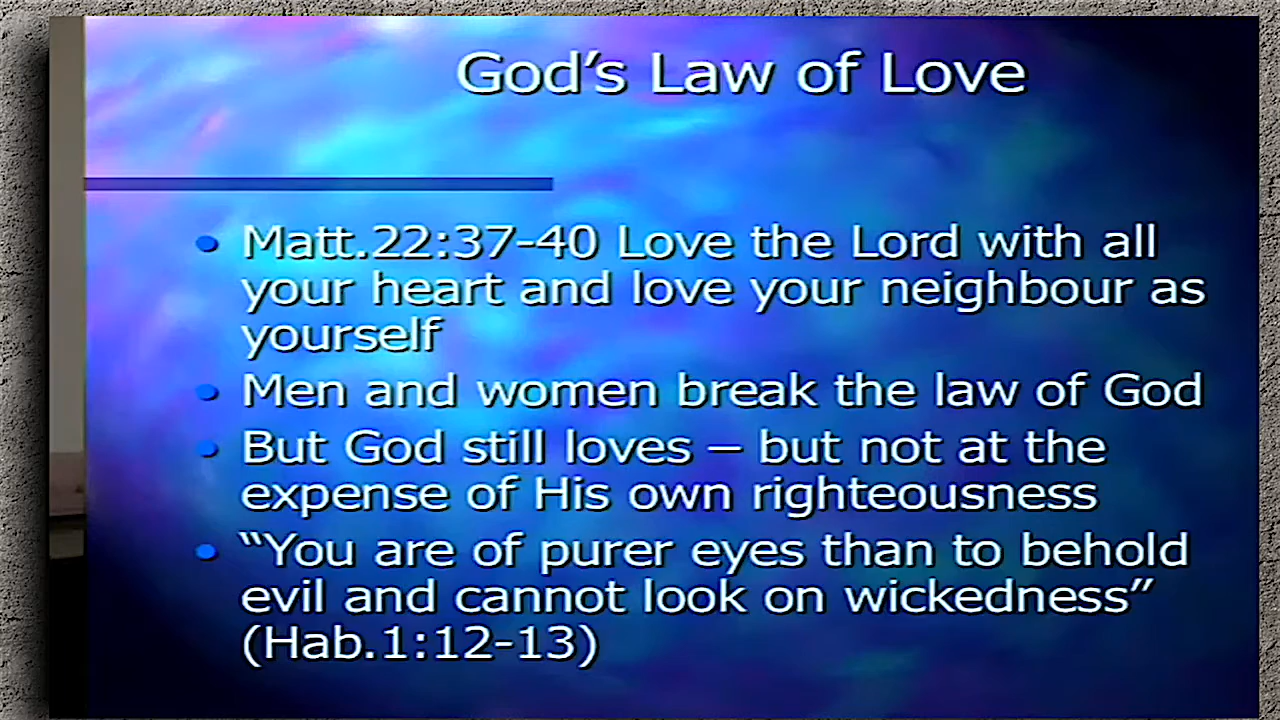 God’s Law of Love
• Matt.22:37-40 Love the Lord with all
your heart and love your neighbour as
yourself
• Men and women break the law of God
• But God still loves – but not at the
expense of His own righteousness
• “You are of purer eyes than to behold
evil and cannot look on wickedness”
(Hab.1:12-13)